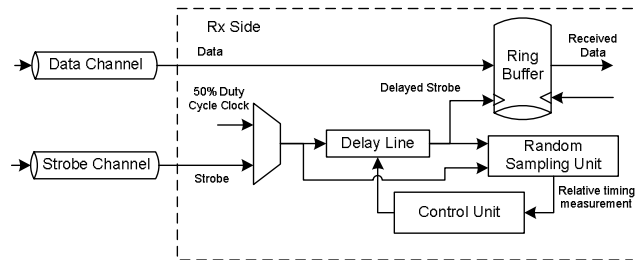 Rx Side
Data Channel
Data
Ring
Buffer
Received
Data
50% Duty
Cycle Clock
Delayed Strobe
Delay Line
Random
Sampling Unit
Strobe Channel
Strobe
Control Unit
Relative timing
measurement